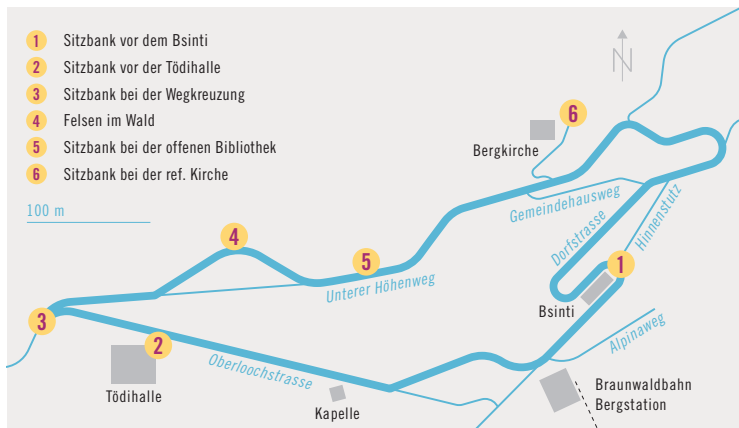 1 Sitzbank vor dem Bsinti
2 Sitzbank vor der Tödihalle
3 Sitzbank bei der Wegkreuzung
4 Felsen im Wald
5 Sitzbank bei der offenen Bibliothek
6 Sitzbank bei der ref. Kirche
100 m
N
6
Bergkirche
Gemeindehausweg
Dorfstrasse
Hinnenstutz
4
5
Unterer Höhenweg
1
Bsinti
3
2
Tödihalle
Oberlochstrasse
Kapelle
Alpinaweg
Braunwaldbahn
Bergstation